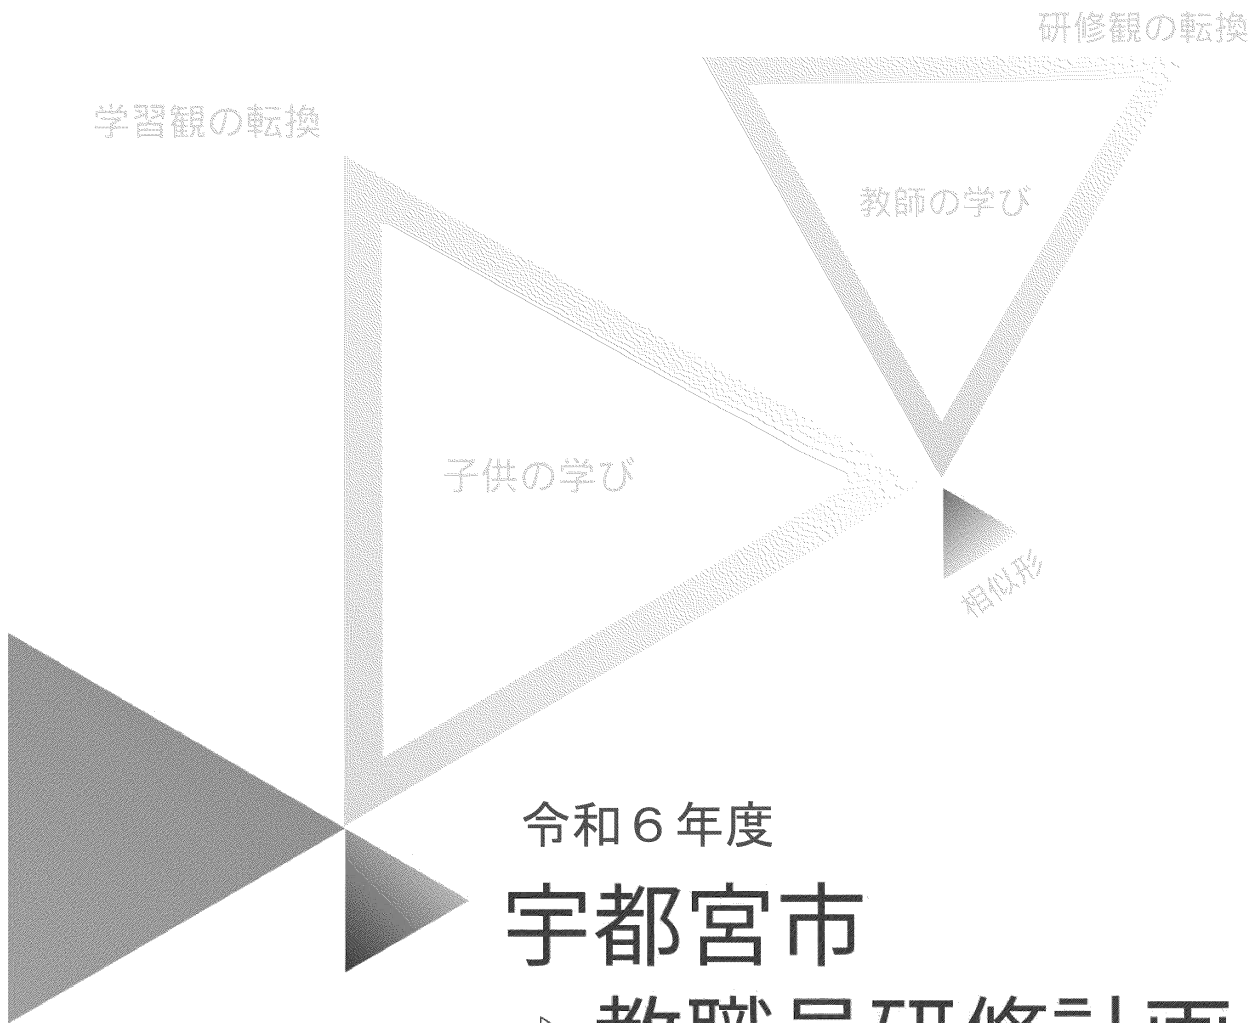 研修観の転換
学習観の転換
教師の学び
子供の学び
相似形
令和6年度
宇都宮市
教職員研修計画